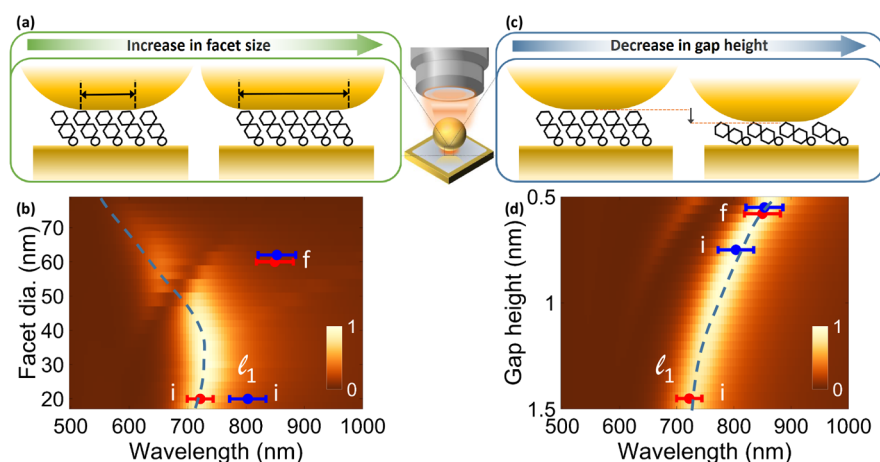 (a)
Increase in facet size
(c)
Decrease in gap height
(b)
Facet dia. (nm)
70
60
50
40
30
20
f
i
ℓ1
i
1
0
500 600 700 800 900 1000
Wavelength (nm)
(d)
Gap height (nm)
0.5
1
1.5
f
i
ℓ1
i
1
0
500 600 700 800 900 1000
Wavelength (nm)